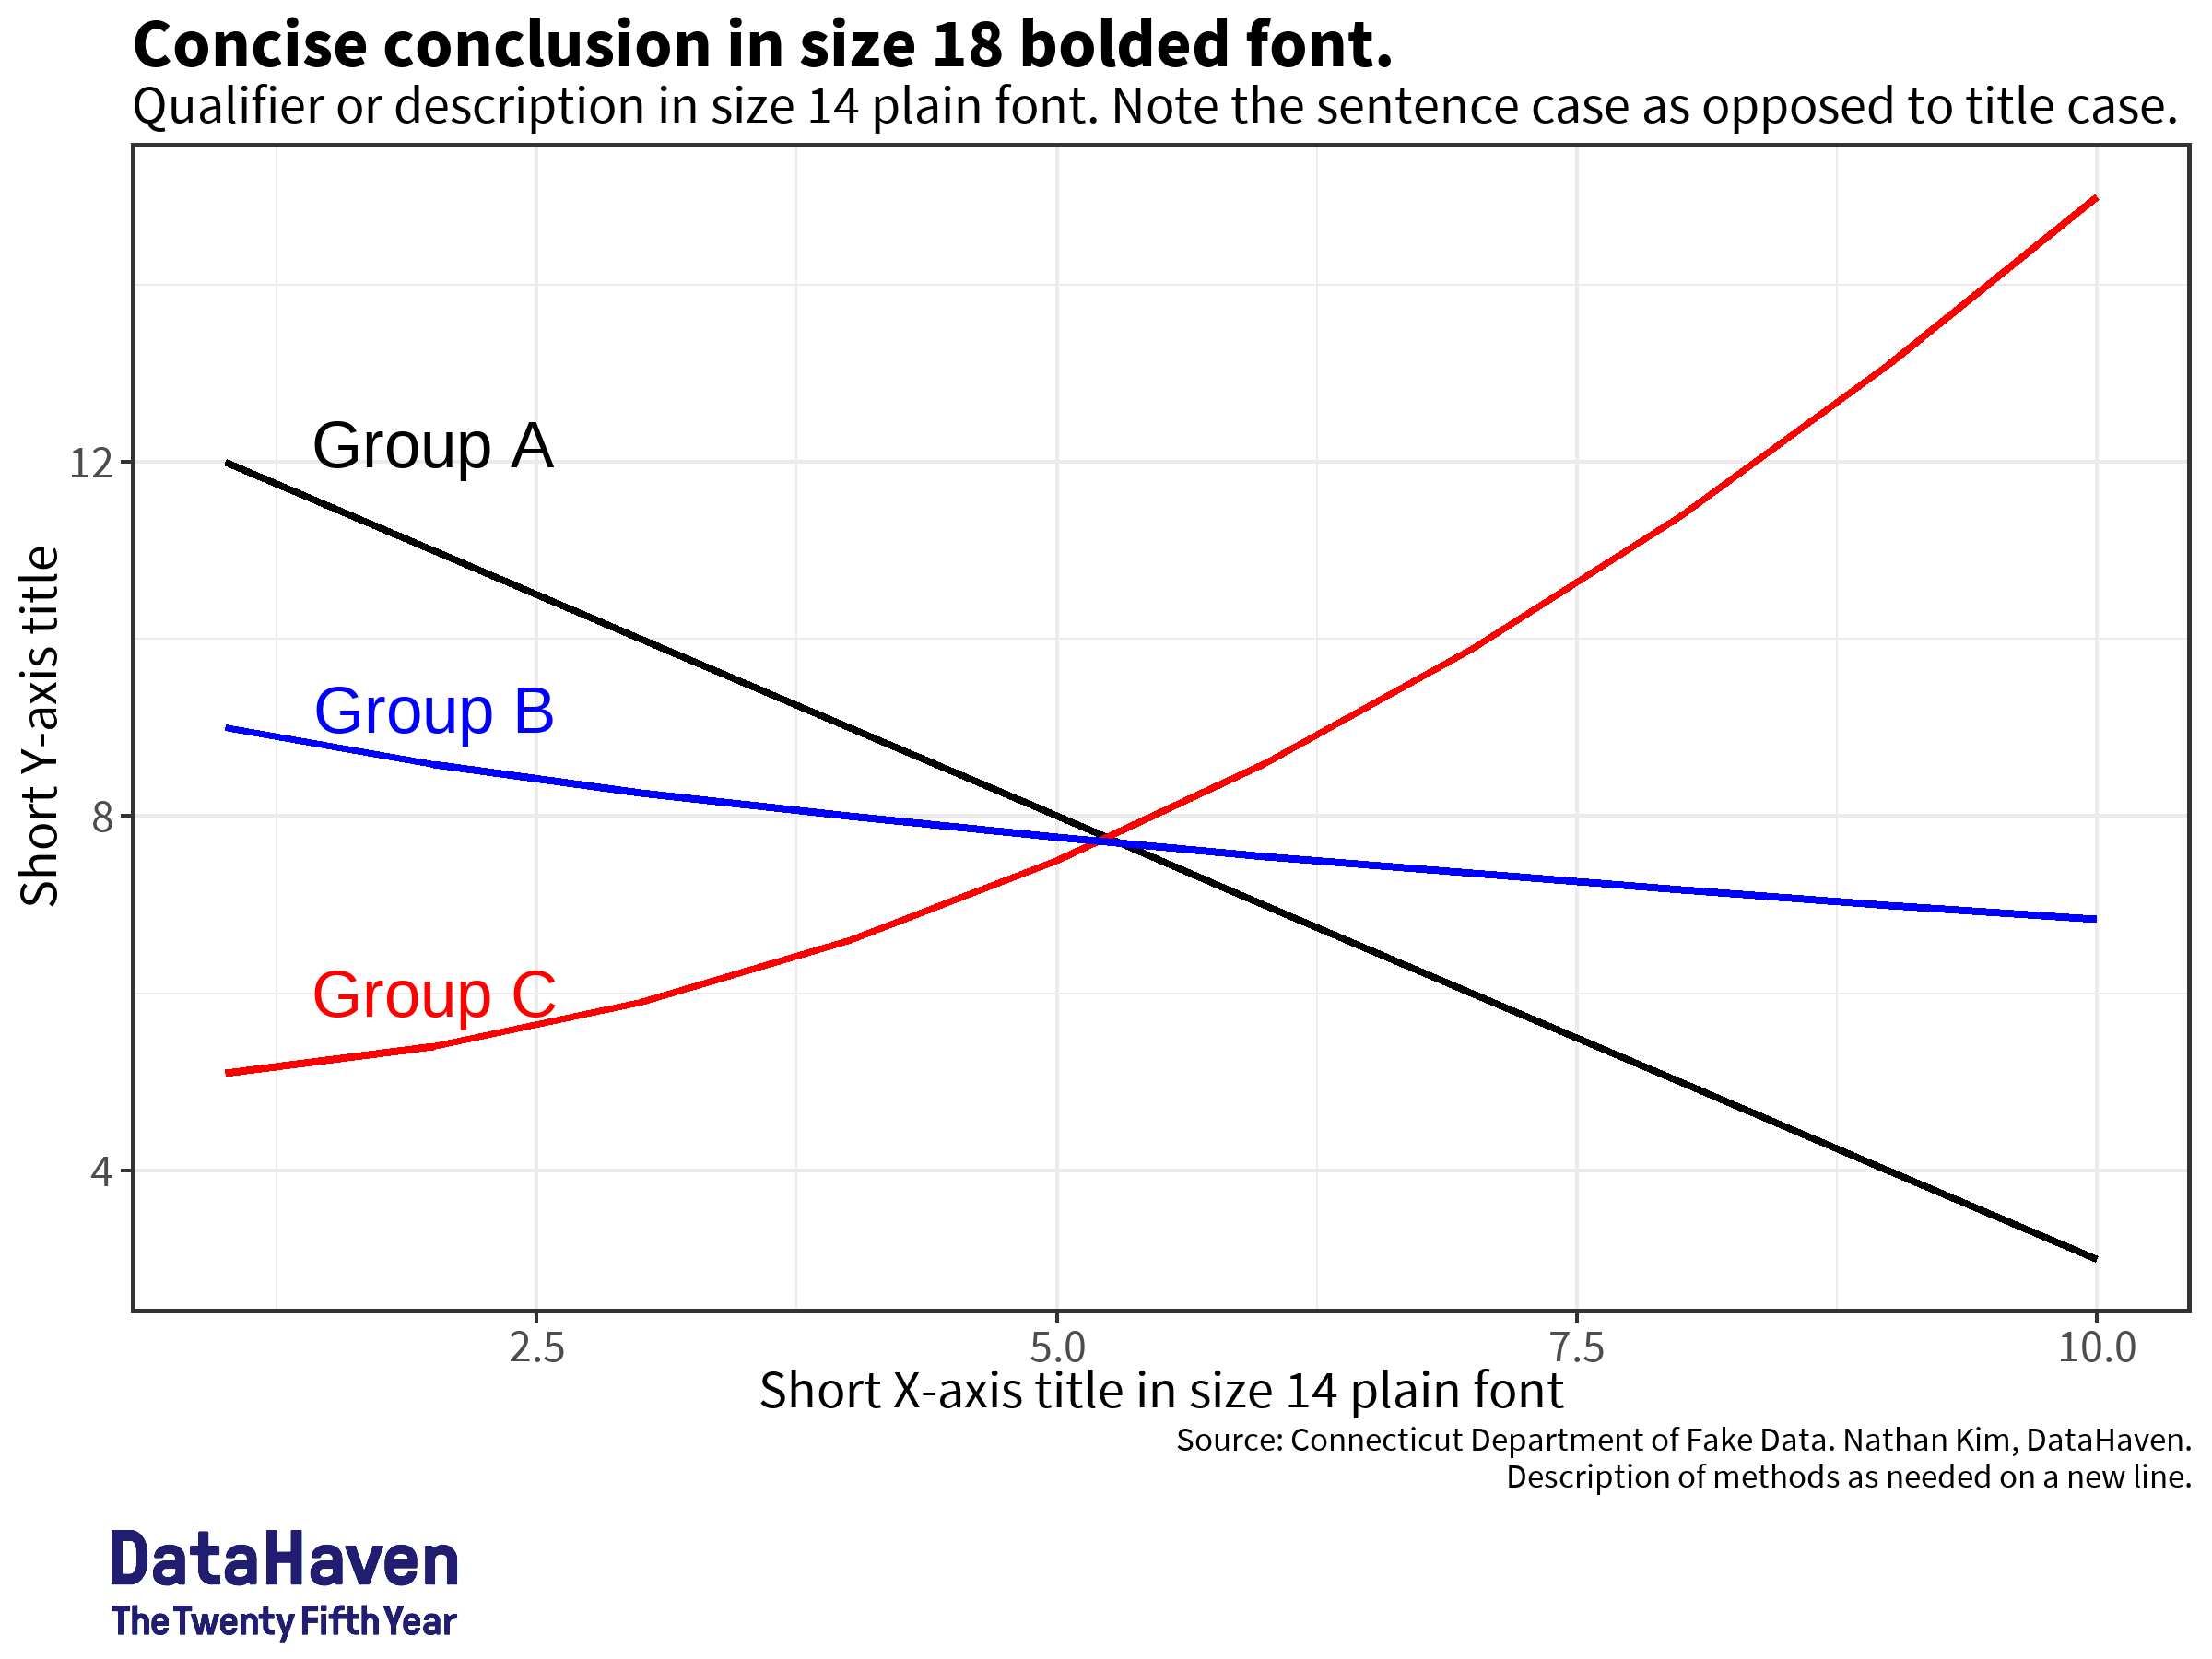 Concise conclusion in size 18 bolded font.
Qualifier or description in size 14 plain font. Note the sentence case as opposed to title case.
Short Y-axis title
12
8
4
Group A
Group B
Group C
2.5 5.0 7.5 10.0
Short X-axis title in size 14 plain font
Source: Connecticut Department of Fake Data. Nathan Kim, DataHaven.
Description of methods as needed on a new line.
DataHaven
The Twenty Fifth Year